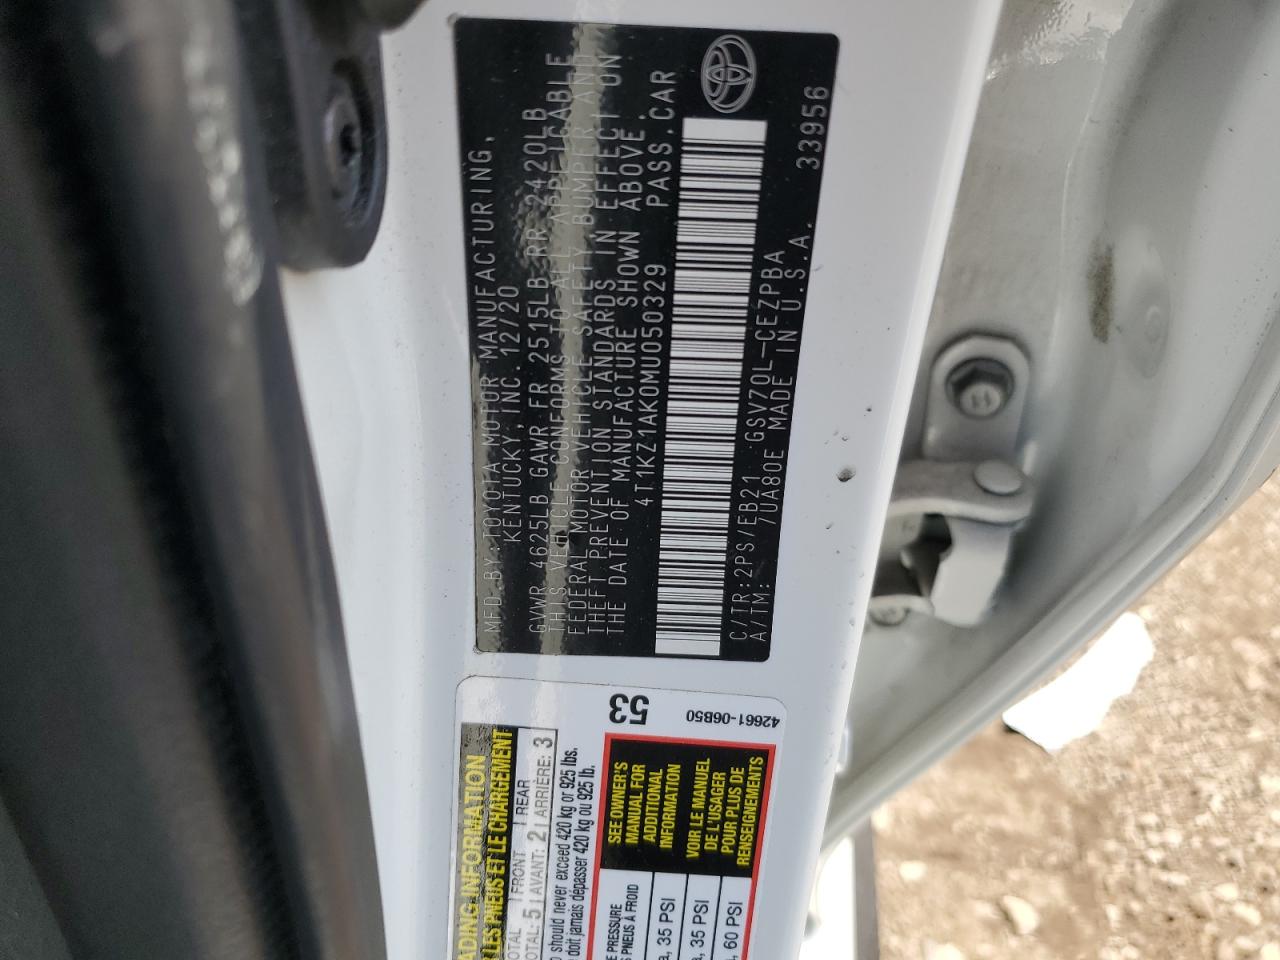 MFD.BY:TOYOTA MOTOR MANUFACTURING,
KENTUCKY,INC. 12/20
GVWR 4625LB GAWR FR 2515LB RR 2420LB
THIS VEHICLE CONFORMS TO ALL APPLICABLE
FEDERAL MOTOR VEHICLE SAFETY BUMPER AND
THEFT PREVENTION STANDARDS IN EFFECT ON
THE DATE OF MANUFACTURE SHOWN ABOVE.
4T1KZ1AK0MU050329 PASS.CAR
C/TR:2PS/EB21 GSV70L-CEZPBA
A/TM: 7UA80E MADE IN U.S.A. 33956
53
42661-06B50
ADING INFORMATION
LES PNEUS ET LE CHARGEMENT
OTAL FRONT REAR
TOTAL: 5 AVANT: 2 ARRIÈRE: 3
should never exceed 420 kg or 925 lbs.
doit jamais dépasser 420 kg ou 925 lb.
E PRESSURE
S PNEUS À FROID
a, 35 PSI
a, 35 PSI
, 60 PSI
SEE OWNER'S
MANUAL FOR
ADDITIONAL
INFORMATION
VOIR LE MANUEL
DE L'USAGER
POUR PLUS DE
RENSEIGNEMENTS